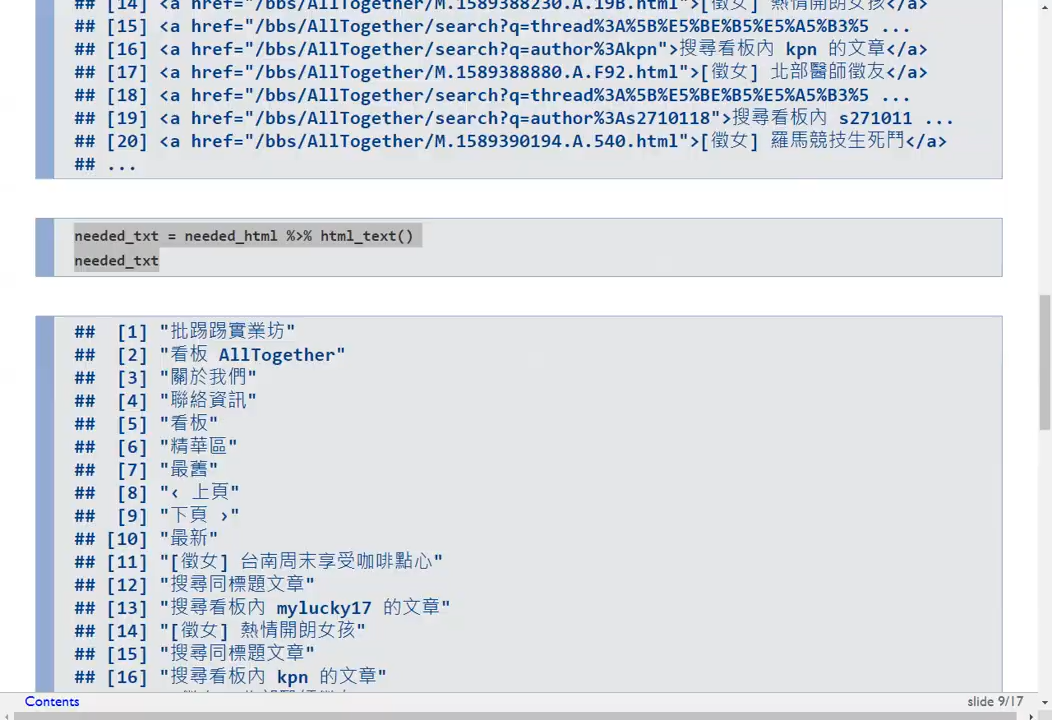 ## [14] <a href="/bbs/AllTogether/M.1589388230.A.19B.html">[徵女] 熱情開朗女孩</a>
## [15] <a href="/bbs/AllTogether/search?q=thread%3A%5B%E5%BE%B5%E5%A5%B3%5 ...
## [16] <a href="/bbs/AllTogether/search?q=author%3Akpn">搜尋看板內 kpn 的文章</a>
## [17] <a href="/bbs/AllTogether/M.1589388880.A.F92.html">[徵女] 北部醫師徵友</a>
## [18] <a href="/bbs/AllTogether/search?q=thread%3A%5B%E5%BE%B5%E5%A5%B3%5 ...
## [19] <a href="/bbs/AllTogether/search?q=author%3As2710118">搜尋看板內 s271011 ...
## [20] <a href="/bbs/AllTogether/M.1589390194.A.540.html">[徵女] 羅馬競技生死鬥</a>
## ...
needed_txt = needed_html %>% html_text()
needed_txt
## [1] "批踢踢實業坊"
## [2] "看板 AllTogether"
## [3] "關於我們"
## [4] "聯絡資訊"
## [5] "看板"
## [6] "精華區"
## [7] "最舊"
## [8] "‹ 上頁"
## [9] "下頁 ›"
## [10] "最新"
## [11] "[徵女] 台南周末享受咖啡點心"
## [12] "搜尋同標題文章"
## [13] "搜尋看板內 mylucky17 的文章"
## [14] "[徵女] 熱情開朗女孩"
## [15] "搜尋同標題文章"
## [16] "搜尋看板內 kpn 的文章"
Contents
slide 9/17